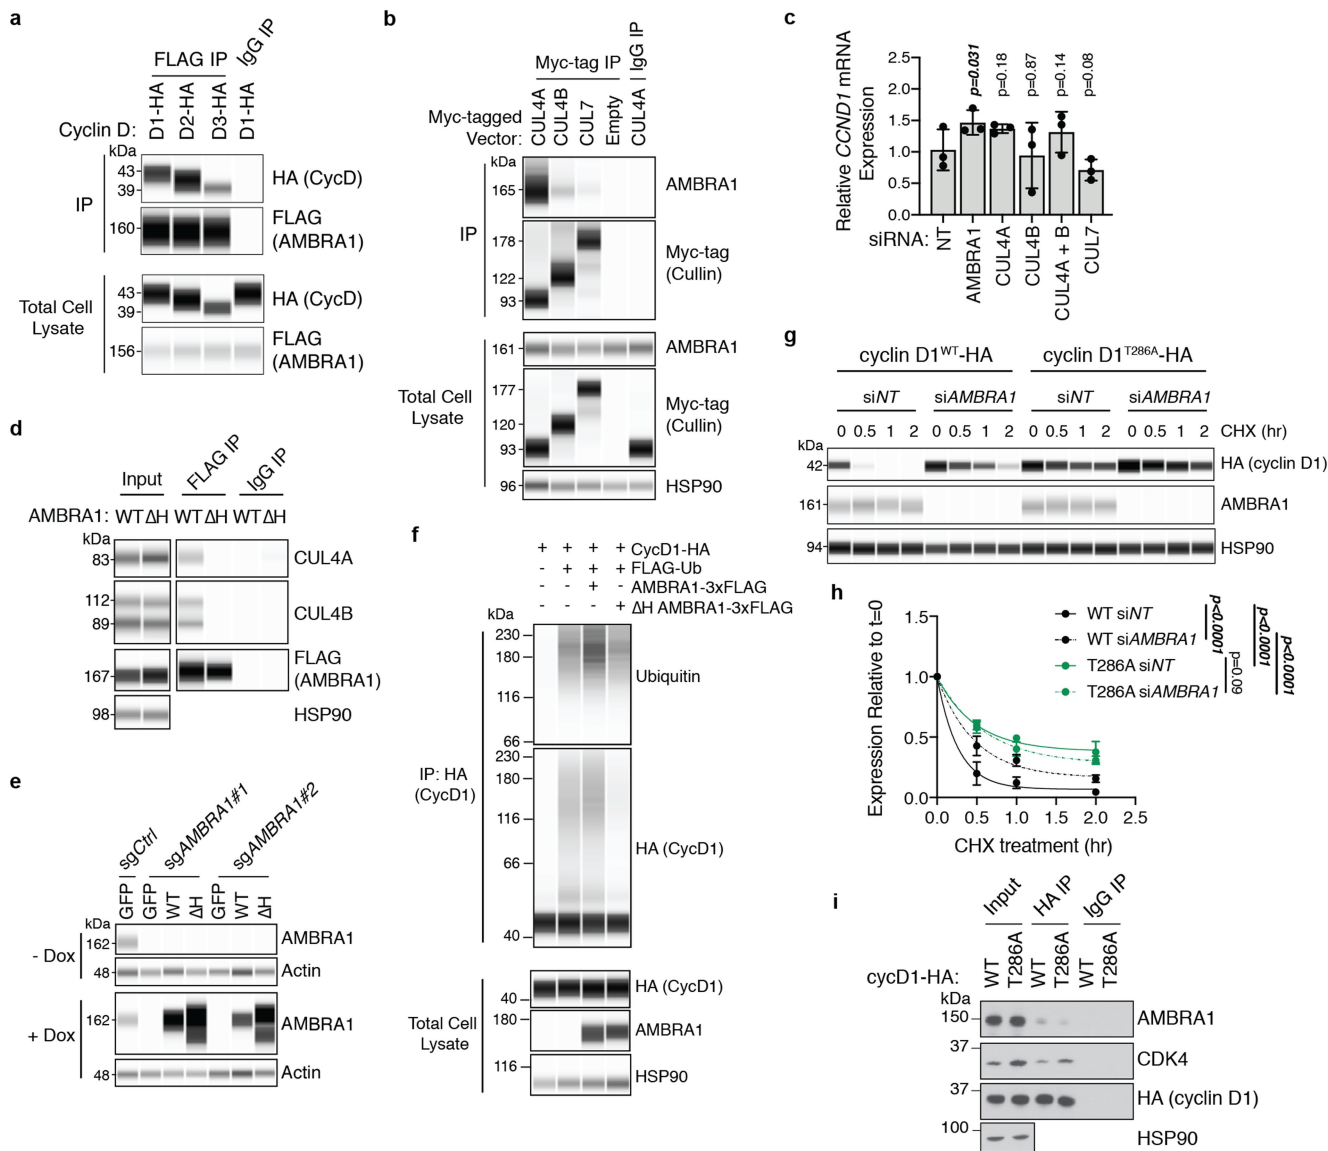 a
FLAG IP
IgG IP
Cyclin D:
D1-HA
D2-HA
D3-HA
D1-HA
kDa
IP
43
39
HA (CycD)
160
FLAG
(AMBRA1)
Total Cell
Lysate
43
39
HA (CycD)
156
FLAG
(AMBRA1)
b
Myc-tag IP
IgG IP
Myc-tagged
Vector:
CUL4A
CUL4B
CUL7
Empty
CUL4A
kDa
IP
165
AMBRA1
178
122
93
Myc-tag
(Cullin)
Total Cell
Lysate
161
AMBRA1
177
120
93
Myc-tag
(Cullin)
96
HSP90
c
Relative CCND1 mRNA
Expression
2.5
2.0
1.5
1.0
0.5
0.0
p=0.031
p=0.18
p=0.87
p=0.14
p=0.08
siRNA:
NT
AMBRA1
CUL4A
CUL4B
CUL4A + B
CUL7
d
Input
FLAG IP
IgG IP
AMBRA1: WT ΔH WT ΔH WT ΔH
kDa
83
CUL4A
112
89
CUL4B
167
FLAG
(AMBRA1)
98
HSP90
e
sgCtrl
sgAMBRA1#1
sgAMBRA1#2
GFP
GFP
WT
ΔH
GFP
WT
ΔH
kDa
- Dox
162
AMBRA1
48
Actin
+ Dox
162
AMBRA1
48
Actin
f
+ + + + CycD1-HA
- + + + FLAG-Ub
- - + - AMBRA1-3xFLAG
- - - + ΔH AMBRA1-3xFLAG
kDa
IP: HA
(CycD1)
230
180
116
66
Ubiquitin
230
180
116
66
40
HA (CycD1)
Total Cell
Lysate
40
HA (CycD1)
180
AMBRA1
116
HSP90
g
cyclin D1WT-HA cyclin D1T286A-HA
siNT siAMBRA1 siNT siAMBRA1
0 0.5 1 2 0 0.5 1 2 0 0.5 1 2 0 0.5 1 2 CHX (hr)
kDa
42
HA (cyclin D1)
161
AMBRA1
94
HSP90
h
Expression Relative to t=0
1.5
1.0
0.5
0.0
0.0 0.5 1.0 1.5 2.0 2.5
CHX treatment (hr)
WT siNT
WT siAMBRA1
T286A siNT
T286A siAMBRA1
p<0.0001
p=0.09
p<0.0001
p<0.0001
i
Input
HA IP
IgG IP
cycD1-HA:
WT
T286A
WT
T286A
WT
T286A
kDa
150
AMBRA1
37
CDK4
37
HA (cyclin D1)
100
HSP90